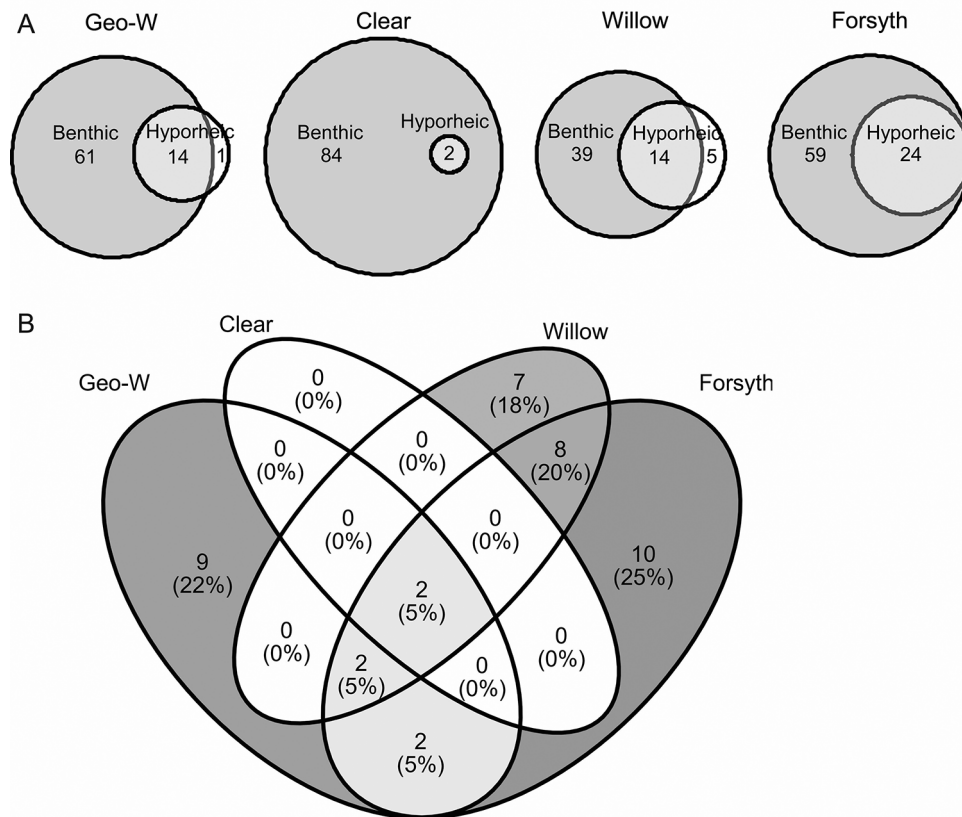 A
Geo-W
Clear
Willow
Forsyth
Benthic
61
Hyporheic
14
1
Benthic
84
Hyporheic
2
Benthic
39
Hyporheic
14
5
Benthic
59
Hyporheic
24
B
Clear
Willow
Geo-W
Forsyth
0
(0%)
7
(18%)
0
(0%)
0
(0%)
8
(20%)
0
(0%)
0
(0%)
9
(22%)
10
(25%)
2
(5%)
0
(0%)
0
(0%)
2
(5%)
0
(0%)
2
(5%)